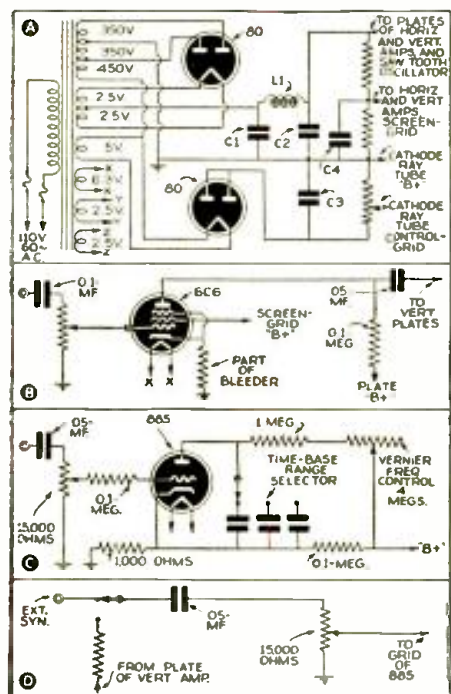 A
350V
350V
450V
2.5V
2.5V
5V
X
X
Y
2.5V
Y
Z
Z
110V
60~
A.C.
80
80
L1
C1
C2
C4
C3
TO PLATES
OF HORIZ
AND VERT.
AMPS, AND
SAW TOOTH
OSCILLATOR
TO HORIZ
AND VERT
AMPS
SCREEN-
GRID
CATHODE
RAY TUBE
"B+"
CATHODE
RAY TUBE
CONTROL-
GRID
B
0.1-
MF
6C6
SCREEN-
GRID
"B+"
PART
OF
BLEEDER
X X
.05
MF
TO
VERT
PLATES
0.1
MEG
PLATE
B+
C
.05-
MF
885
1 MEG.
TIME-BASE
RANGE
SELECTOR
VERNIER
FREQ
CONTROL
4
MEGS.
0.1-
MEG.
15,000
OHMS
1,000 OHMS
0.1-MEG
"B+"
D
EXT.
SYN.
.05-
MF
15,000
OHMS
TO
GRID
OF
885
FROM PLATE
OF VERT AMP.